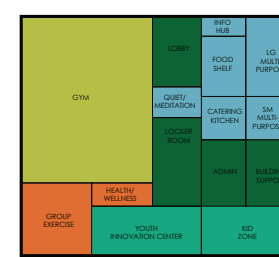 INFO
HUB
LOBBY
FOOD
SHELF
LG
MULTI
PURPO
GYM
QUIET/
MEDITATION
CATERING
KITCHEN
SM
MULTI-
PURPOS
LOCKER
ROOM
ADMIN
BUILDIN
SUPPO
HEALTH/
WELLNESS
GROUP
EXERCISE
YOUTH
INNOVATION CENTER
KID
ZONE